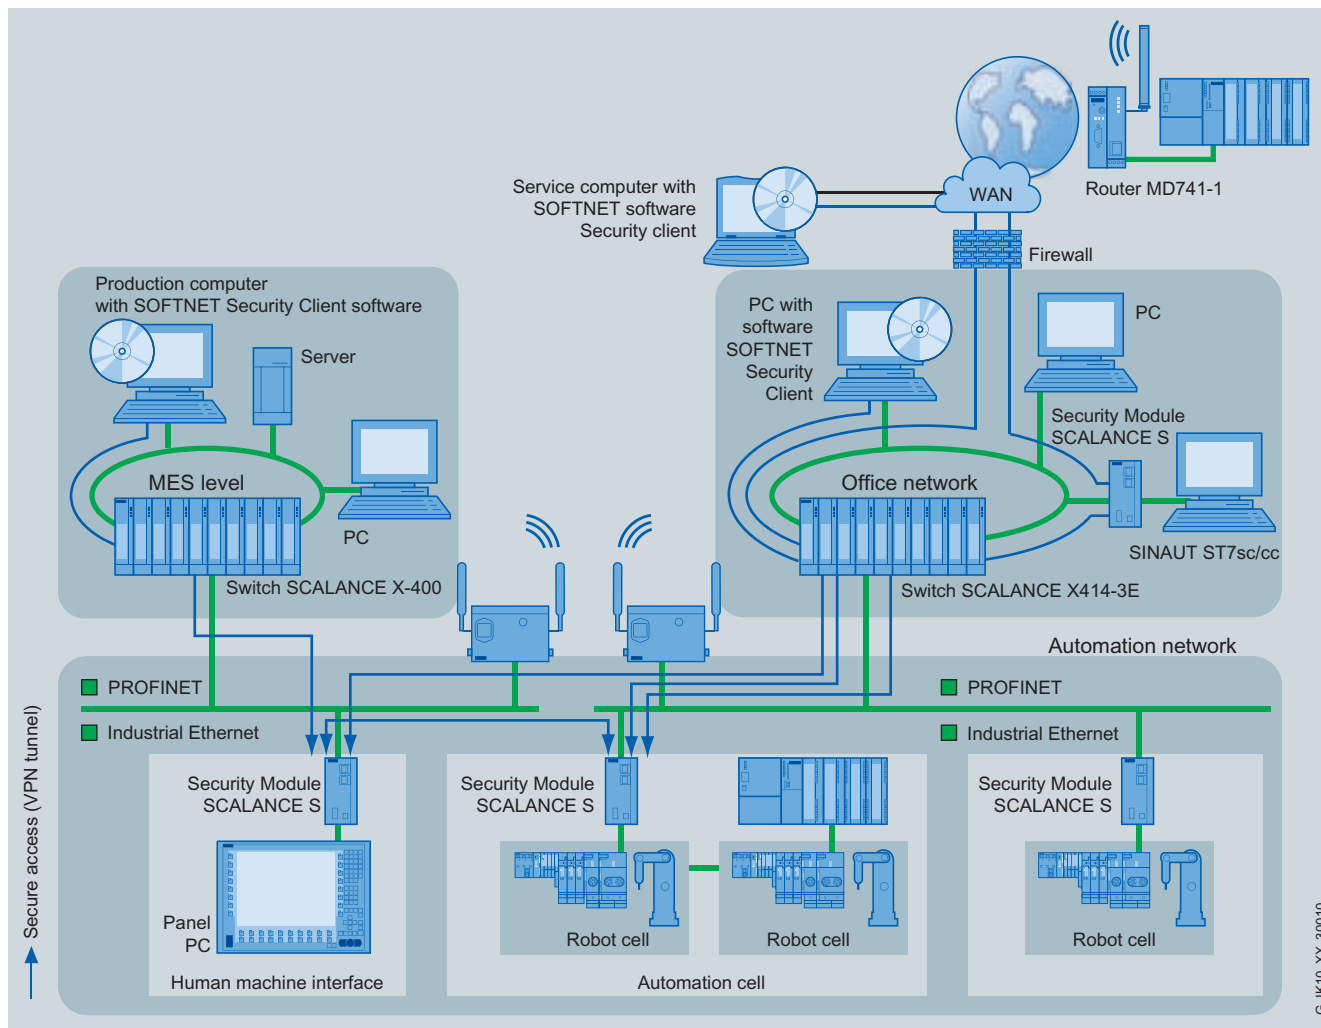 WAN
Router MD741-1
Service computer with
SOFTNET software
Security client
Firewall
Production computer
with SOFTNET Security Client software
Server
MES level
PC
Switch SCALANCE X-400
PC with
software
SOFTNET
Security
Client
PC
Security Module
SCALANCE S
Office network
SINAUT ST7sc/cc
Switch SCALANCE X414-3E
Automation network
PROFINET
PROFINET
Industrial Ethernet
Industrial Ethernet
Security Module
SCALANCE S
Security Module
SCALANCE S
Security Module
SCALANCE S
Panel
PC
Robot cell
Robot cell
Robot cell
Human machine interface
Automation cell
Secure access (VPN tunnel)
G_IK10_XX_30010